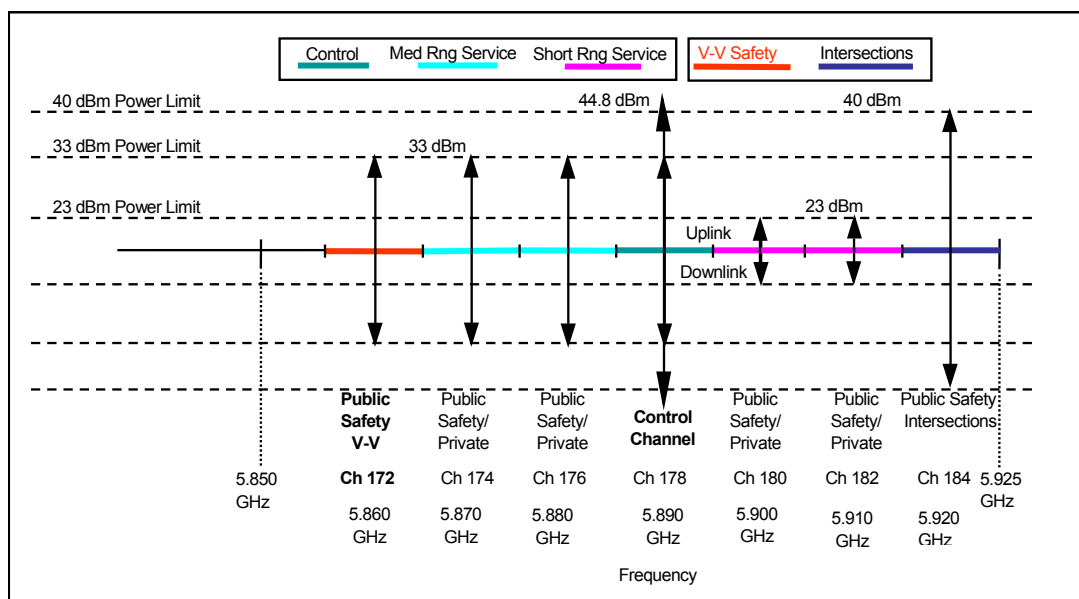 Control Med Rng Service Short Rng Service V-V Safety Intersections
40 dBm Power Limit 44.8 dBm 40 dBm
33 dBm Power Limit 33 dBm
23 dBm Power Limit 23 dBm
Uplink
Downlink
Public
Safety
V-V
Public
Safety/
Private
Public
Safety/
Private
Control
Channel
Public
Safety/
Private
Public
Safety/
Private
Public Safety
Intersections
5.850
GHz
Ch 172 Ch 174 Ch 176 Ch 178 Ch 180 Ch 182 Ch 184
5.925
GHz
5.860
GHz
5.870
GHz
5.880
GHz
5.890
GHz
5.900
GHz
5.910
GHz
5.920
GHz
Frequency